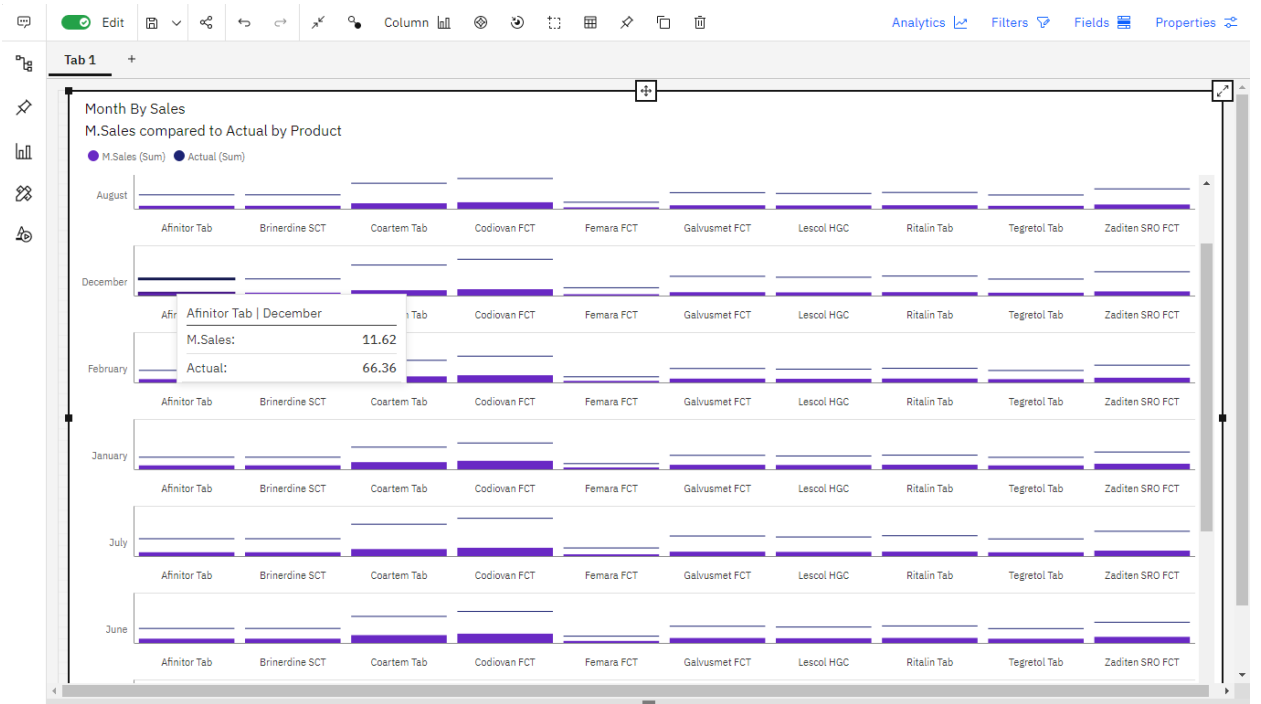 Edit Column Analytics Filters Fields Properties
Tab 1 +
Month By Sales
M.Sales compared to Actual by Product
M.Sales (Sum) Actual (Sum)
August
Afinitor Tab Brinerdine SCT Coartem Tab Codiovan FCT Femara FCT Galvusmet FCT Lescol HGC Ritalin Tab Tegretol Tab Zaditen SRO FCT
December
Afin Tab Codiovan FCT Femara FCT Galvusmet FCT Lescol HGC Ritalin Tab Tegretol Tab Zaditen SRO FCT
Afinitor Tab | December
M.Sales: 11.62
Actual: 66.36
February
Afinitor Tab Brinerdine SCT Coartem Tab Codiovan FCT Femara FCT Galvusmet FCT Lescol HGC Ritalin Tab Tegretol Tab Zaditen SRO FCT
January
Afinitor Tab Brinerdine SCT Coartem Tab Codiovan FCT Femara FCT Galvusmet FCT Lescol HGC Ritalin Tab Tegretol Tab Zaditen SRO FCT
July
Afinitor Tab Brinerdine SCT Coartem Tab Codiovan FCT Femara FCT Galvusmet FCT Lescol HGC Ritalin Tab Tegretol Tab Zaditen SRO FCT
June
Afinitor Tab Brinerdine SCT Coartem Tab Codiovan FCT Femara FCT Galvusmet FCT Lescol HGC Ritalin Tab Tegretol Tab Zaditen SRO FCT